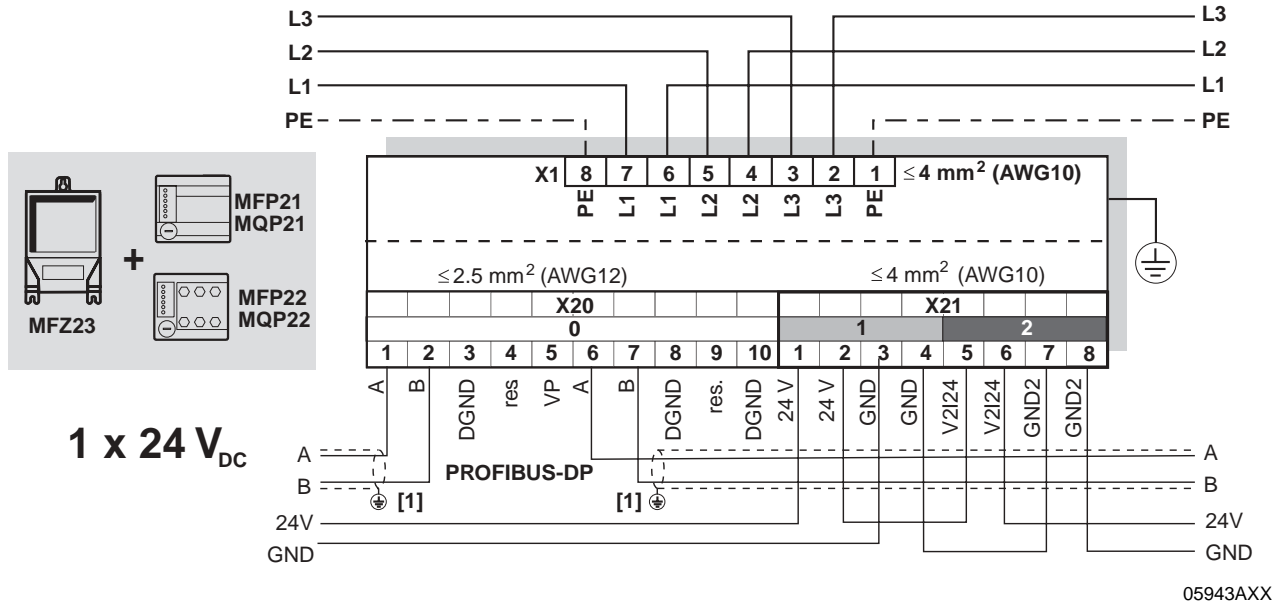 L3 L3
L2 L2
L1 L1
PE PE
X1 8 7 6 5 4 3 2 1 ≤ 4 mm² (AWG10)
PE L1 L1 L2 L2 L3 L3 PE
MFP21
MQP21
+
MFP22
MQP22
MFZ23
≤ 2.5 mm² (AWG12) ≤ 4 mm² (AWG10)
X20 X21
0 1 2
1 2 3 4 5 6 7 8 9 10 1 2 3 4 5 6 7 8
A B DGND res VP A B DGND res. DGND 24 V 24 V GND GND V2I24 V2I24 GND2 GND2
1 x 24 VDC
A PROFIBUS-DP A
B [1] [1] B
24V 24V
GND GND
05943AXX